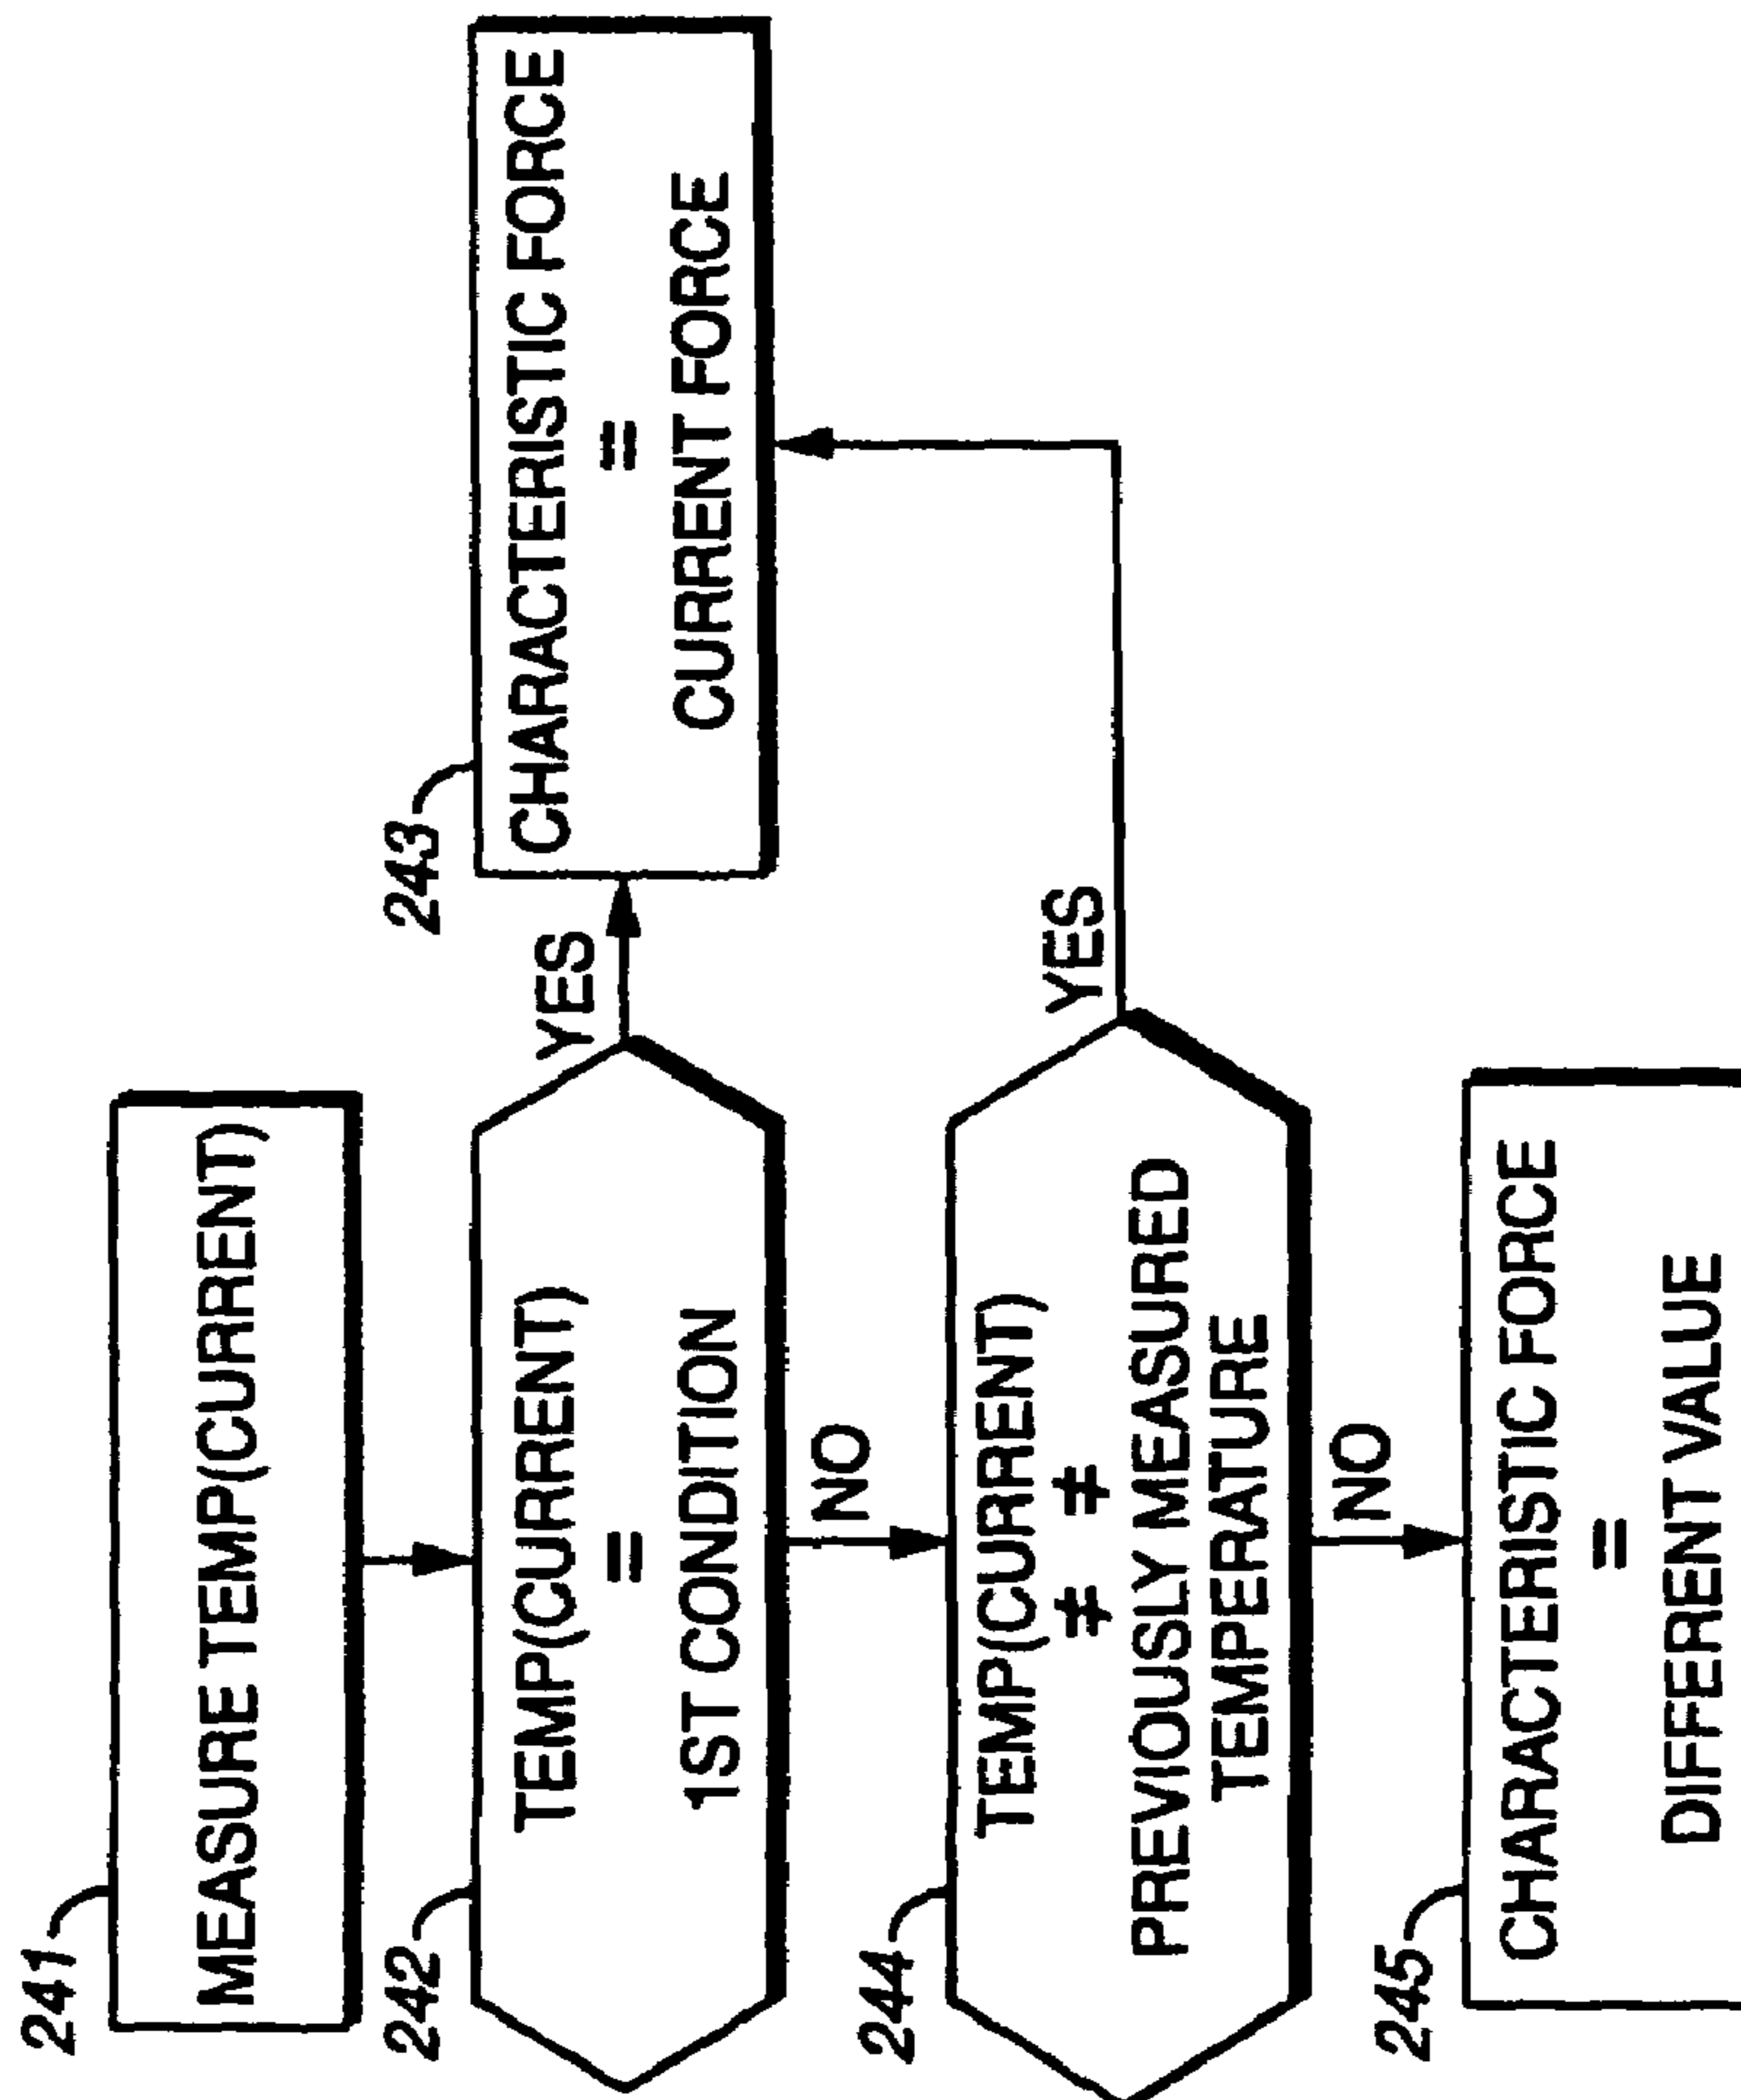 241
MEASURE TEMP(CURRENT)
242
TEMP(CURRENT)
=
1ST CONDITION
YES
243
CHARACTERISTIC FORCE
=
CURRENT FORCE
NO
244
TEMP(CURRENT)
≠ ≠
PREVIOUSLY MEASURED
TEMPERATURE
YES
NO
245
CHARACTERISTIC FORCE
=
DIFFERENT VALUE